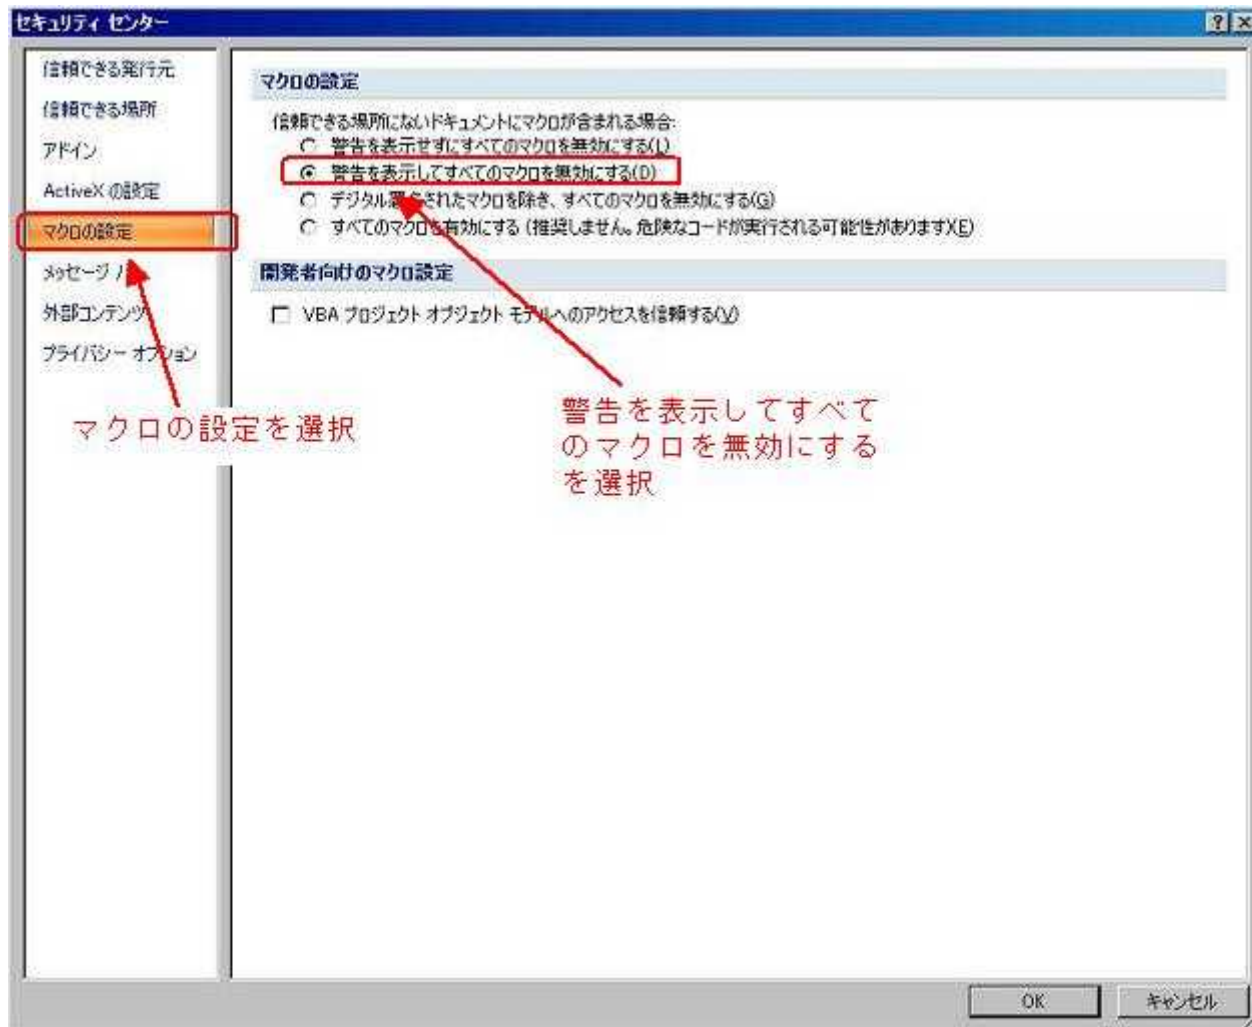 セキュリティ センター
信頼できる発行元
信頼できる場所
アドイン
ActiveX の設定
マクロの設定
メッセージ
外部コンテンツ
プライバシー オプション
マクロの設定
信頼できる場所にないドキュメントにマクロが含まれる場合:
警告を表示せずにすべてのマクロを無効にする(L)
警告を表示してすべてのマクロを無効にする(D)
デジタル署名されたマクロを除き、すべてのマクロを無効にする(G)
すべてのマクロを有効にする (推奨しません。危険なコードが実行される可能性があります)(E)
開発者向けのマクロ設定
VBA プロジェクト オブジェクト モデルへのアクセスを信頼する(V)
マクロの設定を選択
警告を表示してすべて
のマクロを無効にする
を選択
OK
キャンセル